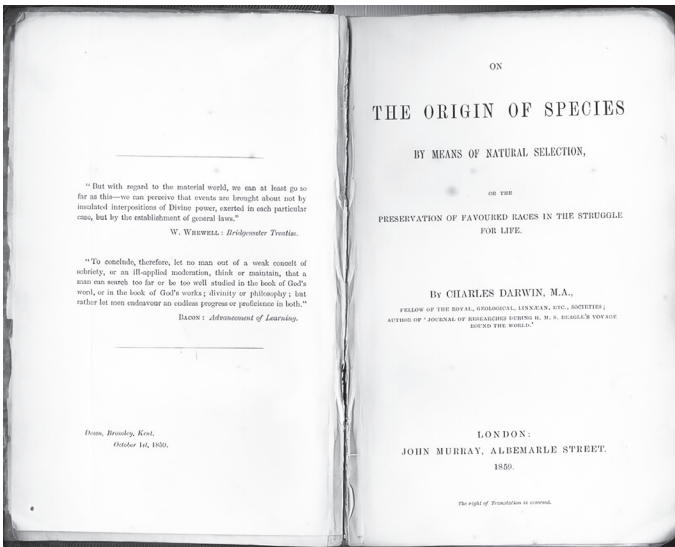 “ But with regard to the material world, we can at least go so
far as this—we can perceive that events are brought about not by
insulated interpositions of Divine power, exerted in each particular
case, but by the establishment of general laws.”
W. WHEWELL : Bridgewater Treatise.
“ To conclude, therefore, let no man out of a weak conceit of
sobriety, or an ill-applied moderation, think or maintain, that a
man can search too far or be too well studied in the book of God’s
word, or in the book of God’s works ; divinity or philosophy ; but
rather let men endeavour an endless progress or proficience in both.”
BACON : Advancement of Learning.
Down, Bromley, Kent,
October 1st, 1859.
ON
THE ORIGIN OF SPECIES
BY MEANS OF NATURAL SELECTION,
OR THE
PRESERVATION OF FAVOURED RACES IN THE STRUGGLE
FOR LIFE.
BY CHARLES DARWIN, M.A.,
FELLOW OF THE ROYAL, GEOLOGICAL, LINNÆAN, ETC., SOCIETIES ;
AUTHOR OF ‘ JOURNAL OF RESEARCHES DURING H. M. S. BEAGLE’S VOYAGE
ROUND THE WORLD.’
LONDON:
JOHN MURRAY, ALBEMARLE STREET.
1859.
The right of Translation is reserved.